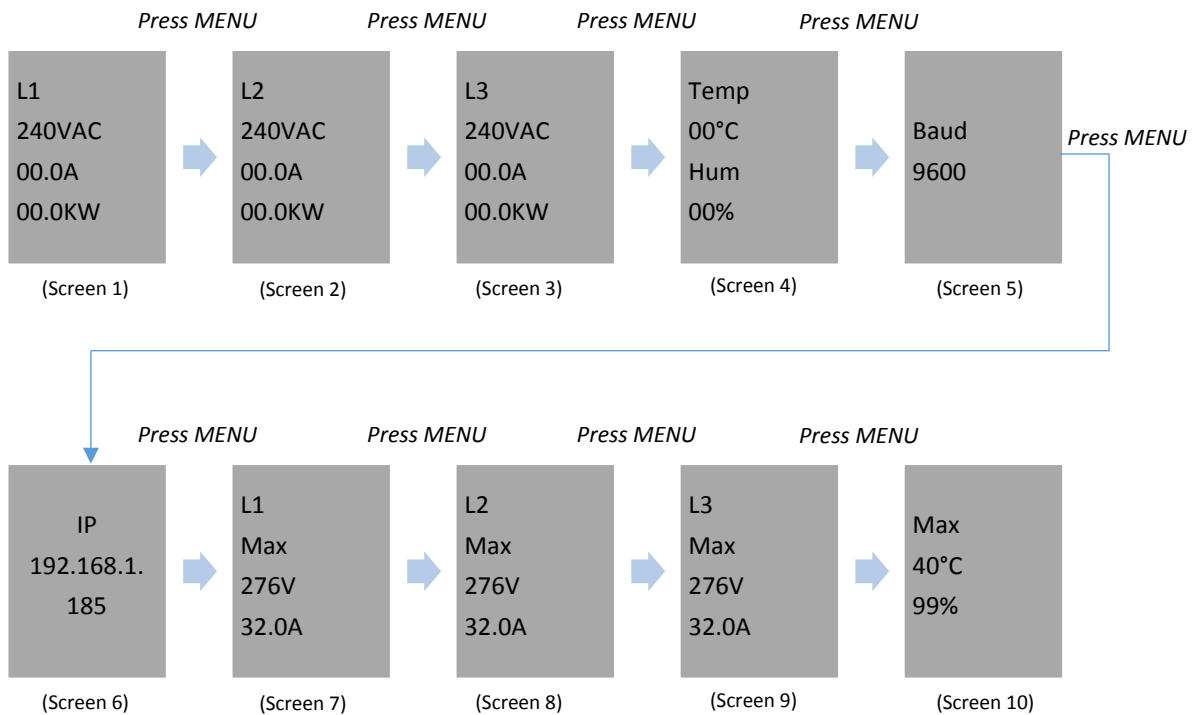 Press MENU
Press MENU
Press MENU
Press MENU
L1
240VAC
00.0A
00.0KW
(Screen 1)
L2
240VAC
00.0A
00.0KW
(Screen 2)
L3
240VAC
00.0A
00.0KW
(Screen 3)
Temp
00°C
Hum
00%
(Screen 4)
Baud
9600
(Screen 5)
Press MENU
Press MENU
Press MENU
Press MENU
Press MENU
IP
192.168.1.
185
(Screen 6)
L1
Max
276V
32.0A
(Screen 7)
L2
Max
276V
32.0A
(Screen 8)
L3
Max
276V
32.0A
(Screen 9)
Max
40°C
99%
(Screen 10)